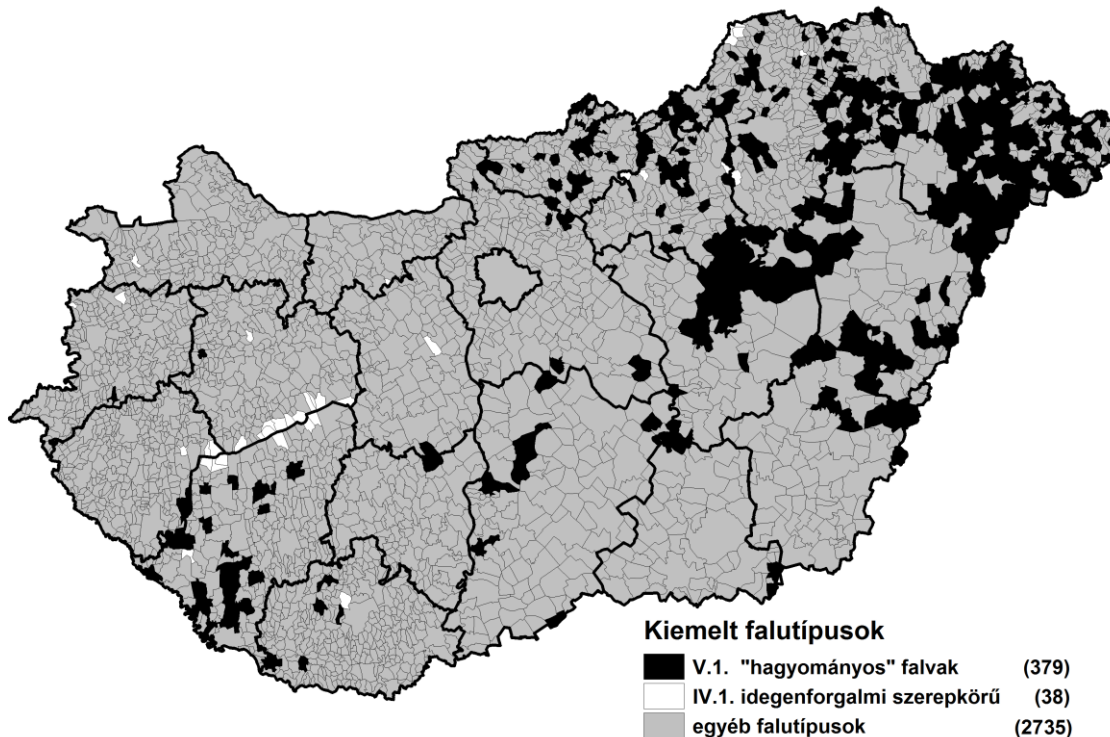 Kiemelt falutípusok
V.1. "hagyományos" falvak (379)
IV.1. idegenforgalmi szerepkörű (38)
egyéb falutípusok (2735)